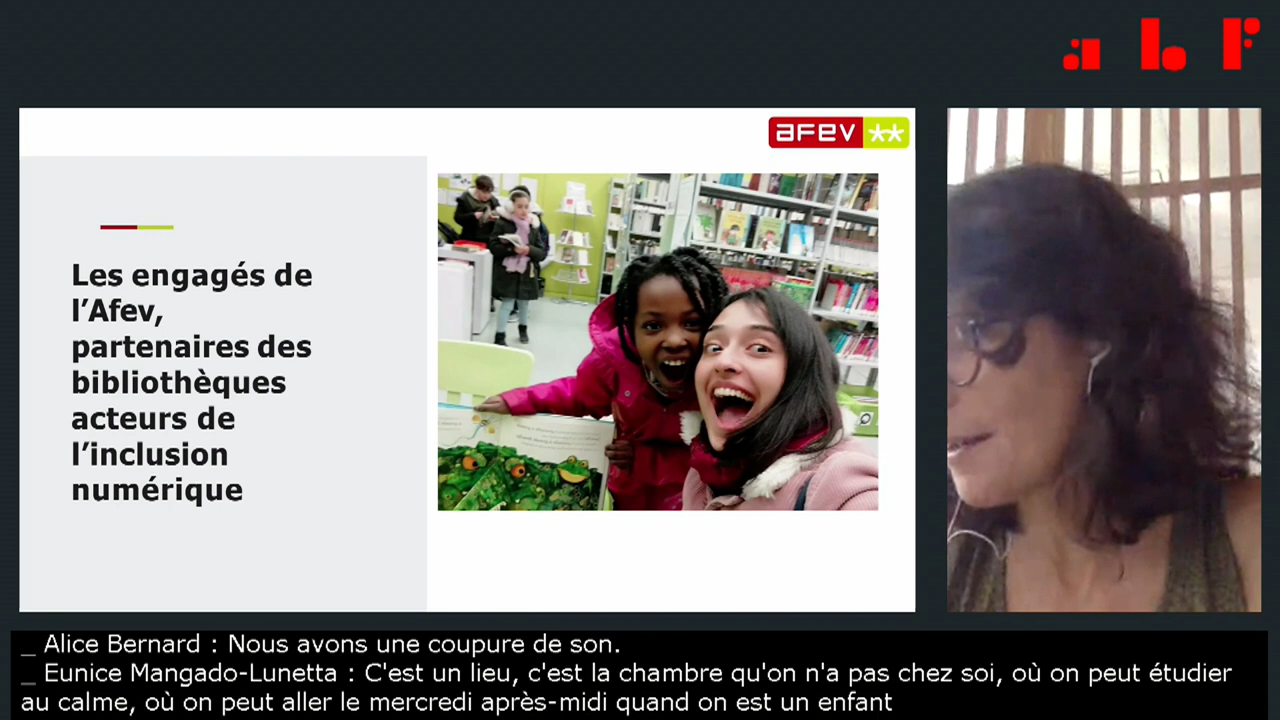 abf
afev
Les engagés de
l’Afev,
partenaires des
bibliothèques
acteurs de
l’inclusion
numérique
_ Alice Bernard : Nous avons une coupure de son.
_ Eunice Mangado-Lunetta : C'est un lieu, c'est la chambre qu'on n'a pas chez soi, où on peut étudier
au calme, où on peut aller le mercredi après-midi quand on est un enfant